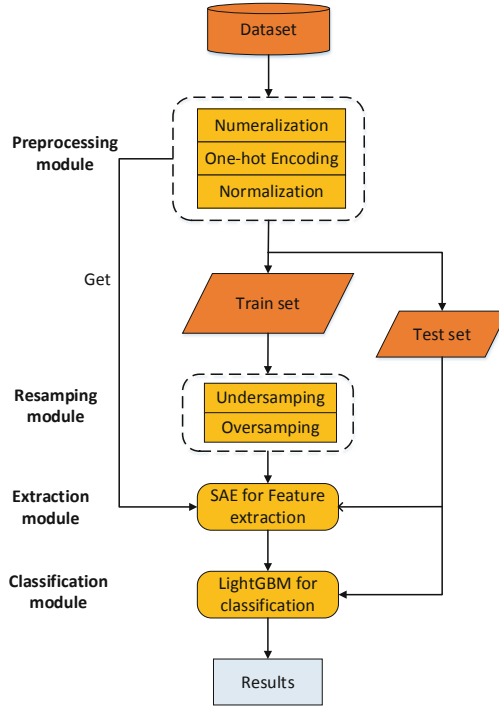 Dataset
Preprocessing
module
Numeralization
One-hot Encoding
Normalization
Get
Train set
Test set
Resamping
module
Undersamping
Oversamping
Extraction
module
SAE for Feature
extraction
Classification
module
LightGBM for
classification
Results